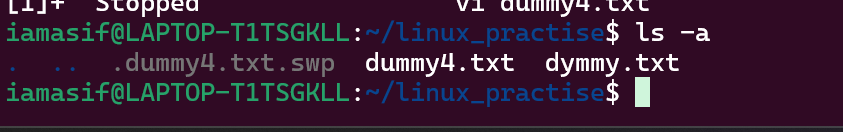 [1]+  Stopped                 vi dummy4.txt
iamasif@LAPTOP-T1TSGKLL:~/linux_practise$ ls -a
.  ..  .dummy4.txt.swp  dummy4.txt  dymmy.txt
iamasif@LAPTOP-T1TSGKLL:~/linux_practise$